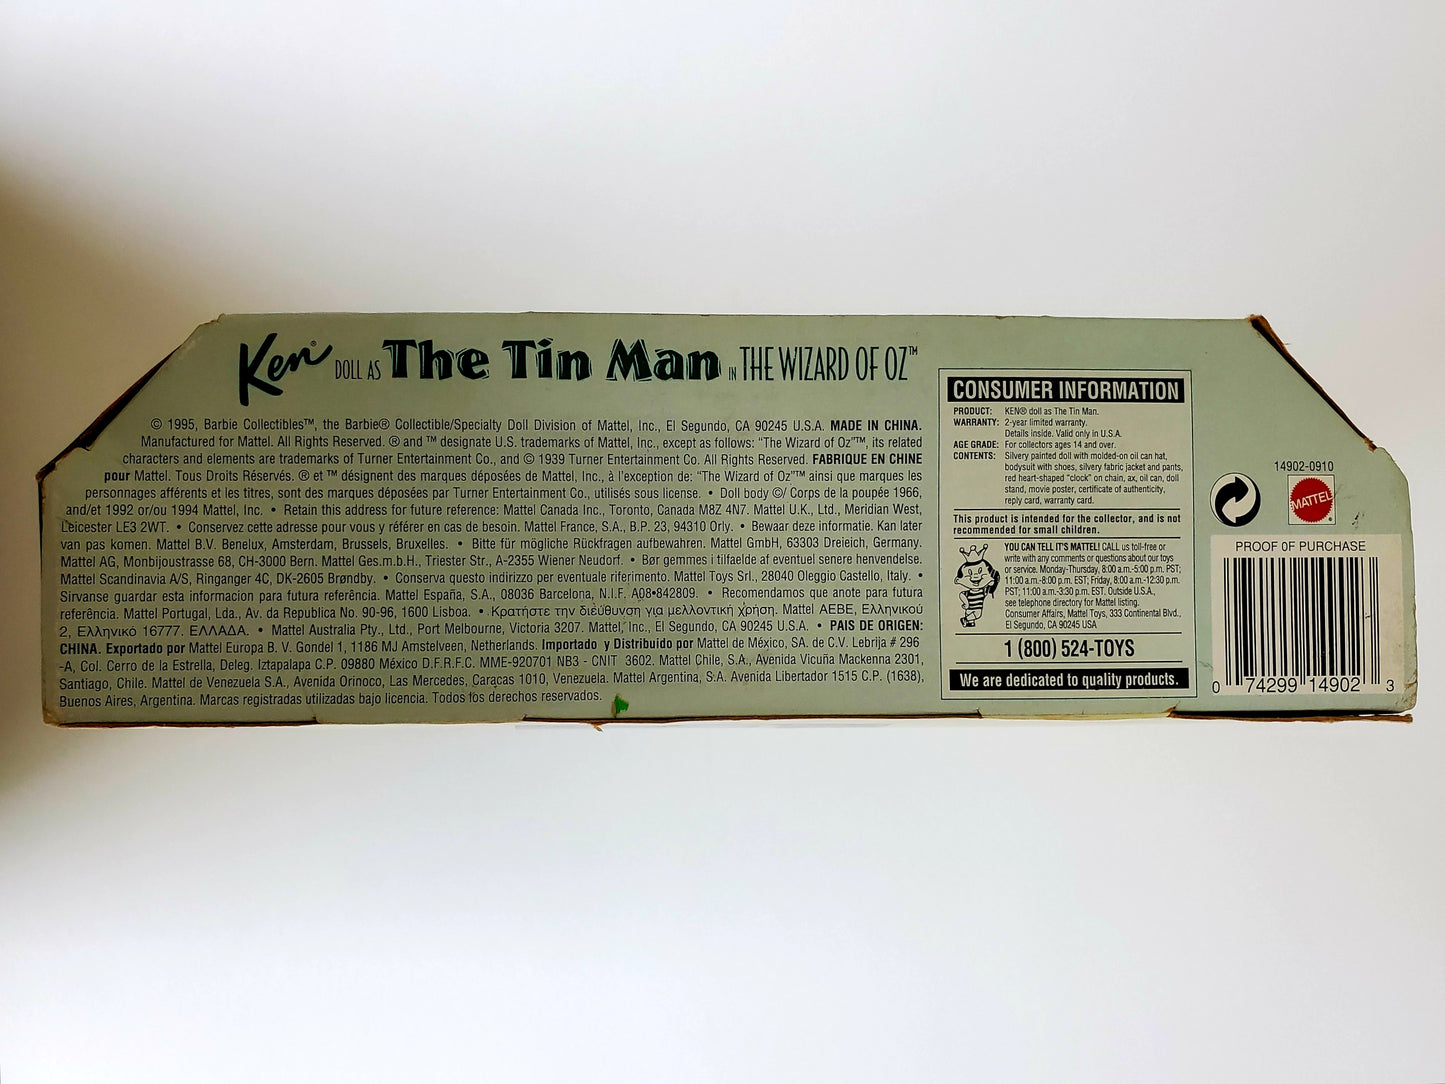 Ken® DOLL AS The Tin Man IN THE WIZARD OF OZ™
© 1995, Barbie Collectibles™, the Barbie® Collectible/Specialty Doll Division of Mattel, Inc., El Segundo, CA 90245 U.S.A. MADE IN CHINA.
Manufactured for Mattel. All Rights Reserved. ® and ™ designate U.S. trademarks of Mattel, Inc., except as follows: "The Wizard of Oz"™, its related
characters and elements are trademarks of Turner Entertainment Co., and © 1939 Turner Entertainment Co. All Rights Reserved. FABRIQUE EN CHINE
pour Mattel. Tous Droits Réservés. ® et ™ désignent des marques déposées de Mattel, Inc., à l'exception de: "The Wizard of Oz"™ ainsi que marques les
personnages afférents et les titres, sont des marques déposées par Turner Entertainment Co., utilisés sous license. • Doll body ©/ Corps de la poupée 1966,
and/et 1992 or/ou 1994 Mattel, Inc. • Retain this address for future reference: Mattel Canada Inc., Toronto, Canada M8Z 4N7. Mattel U.K., Ltd., Meridian West,
Leicester LE3 2WT. • Conservez cette adresse pour vous y référer en cas de besoin. Mattel France, S.A., B.P. 23, 94310 Orly. • Bewaar deze informatie. Kan later
van pas komen. Mattel B.V. Benelux, Amsterdam, Brussels, Bruxelles. • Bitte für mögliche Rückfragen aufbewahren. Mattel GmbH, 63303 Dreieich, Germany.
Mattel AG, Monbijoustrasse 68, CH-3000 Bern. Mattel Ges.m.b.H., Triester Str., A-2355 Wiener Neudorf. • Bør gemmes i tilfælde af eventuel senere henvendelse.
Mattel Scandinavia A/S, Ringager 4C, DK-2605 Brøndby. • Conserva questo indirizzo per eventuale riferimento. Mattel Toys Srl., 28040 Oleggio Castello, Italy. •
Sirvanse guardar esta informacion para futura referência. Mattel España, S.A., 08036 Barcelona, N.I.F. A08•842809. • Recomendamos que anote para futura
referência. Mattel Portugal, Lda., Av. da Republica No. 90-96, 1600 Lisboa. • Κρατήστε την διεύθυνση για μελλοντική χρήση. Mattel AEBE, Ελληνικού
2, Ελληνικό 16777. ΕΛΛΑΔΑ. • Mattel Australia Pty., Ltd., Port Melbourne, Victoria 3207. Mattel, Inc., El Segundo, CA 90245 U.S.A. • PAIS DE ORIGEN:
CHINA. Exportado por Mattel Europa B. V. Gondel 1, 1186 MJ Amstelveen, Netherlands. Importado y Distribuido por Mattel de México, SA. de C.V. Lebrija # 296
-A, Col. Cerro de la Estrella, Deleg. Iztapalapa C.P. 09880 México D.F.R.F.C. MME-920701 NB3 - CNIT 3602. Mattel Chile, S.A., Avenida Vicuña Mackenna 2301,
Santiago, Chile. Mattel de Venezuela S.A., Avenida Orinoco, Las Mercedes, Caracas 1010, Venezuela. Mattel Argentina, S.A. Avenida Libertador 1515 C.P. (1638),
Buenos Aires, Argentina. Marcas registradas utilizadas bajo licencia. Todos los derechos reservados.
CONSUMER INFORMATION
PRODUCT: KEN® doll as The Tin Man.
WARRANTY: 2-year limited warranty.
Details inside. Valid only in U.S.A.
AGE GRADE: For collectors ages 14 and over.
CONTENTS: Silvery painted doll with molded-on oil can hat,
bodysuit with shoes, silvery fabric jacket and pants,
red heart-shaped "clock" on chain, ax, oil can, doll
stand, movie poster, certificate of authenticity,
reply card, warranty card.
This product is intended for the collector, and is not
recommended for small children.
YOU CAN TELL IT'S MATTEL! CALL us toll-free or
write with any comments or questions about our toys
or service. Monday-Thursday, 8:00 a.m.-5:00 p.m. PST;
11:00 a.m.-8:00 p.m. EST; Friday, 8:00 a.m.-12:30 p.m.
PST; 11:00 a.m.-3:30 p.m. EST. Outside U.S.A.,
see telephone directory for Mattel listing.
Consumer Affairs, Mattel Toys, 333 Continental Blvd.,
El Segundo, CA 90245 USA
1 (800) 524-TOYS
We are dedicated to quality products.
14902-0910
MATTEL®
PROOF OF PURCHASE
0 74299 14902 3